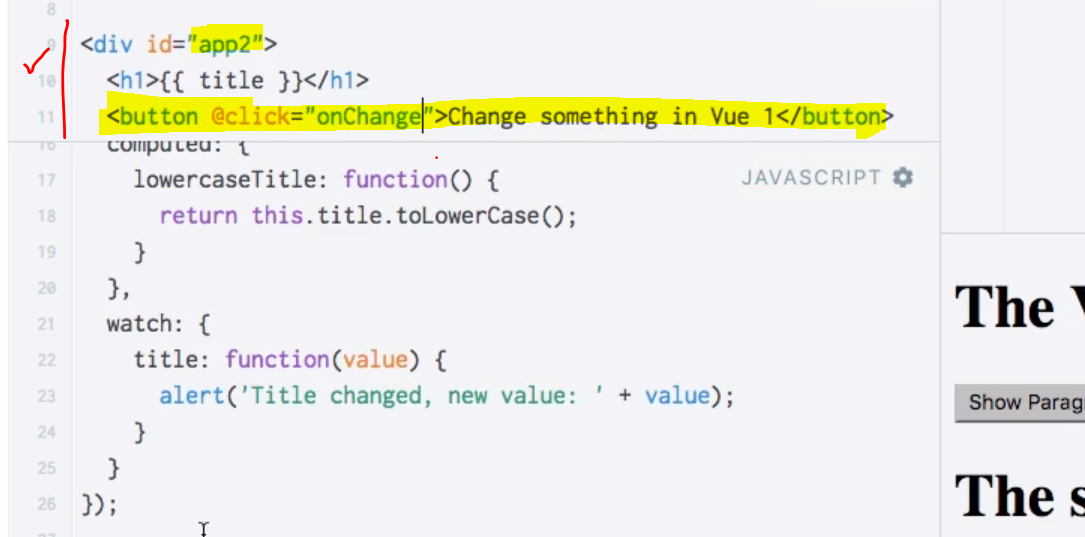 8
9 <div id="app2">
10 <h1>{{ title }}</h1>
11 <button @click="onChange">Change something in Vue 1</button>
16 computed: {
JAVASCRIPT
17 lowercaseTitle: function() {
18 return this.title.toLowerCase();
19 }
20 },
21 watch: {
22 title: function(value) {
23 alert('Title changed, new value: ' + value);
24 }
25 }
26 });
27
The
Show Parag
The s